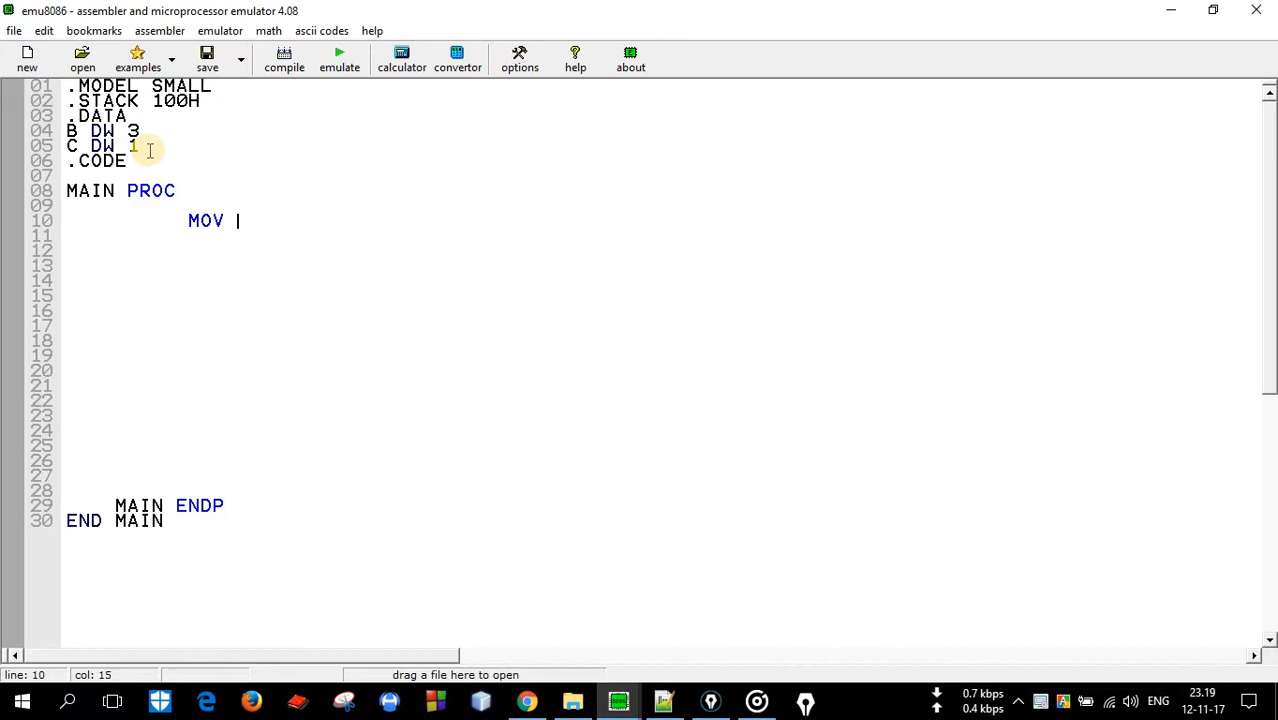 emu8086 - assembler and microprocessor emulator 4.08
file edit bookmarks assembler emulator math ascii codes help
new open examples save compile emulate calculator convertor options help about
01 .MODEL SMALL
02 .STACK 100H
03 .DATA
04 B DW 3
05 C DW 1
06 .CODE
07
08 MAIN PROC
09
10 MOV
11
12
13
14
15
16
17
18
19
20
21
22
23
24
25
26
27
28
29 MAIN ENDP
30 END MAIN
line: 10 col: 15 drag a file here to open
0.7 kbps
0.4 kbps
ENG
23.19
12-11-17